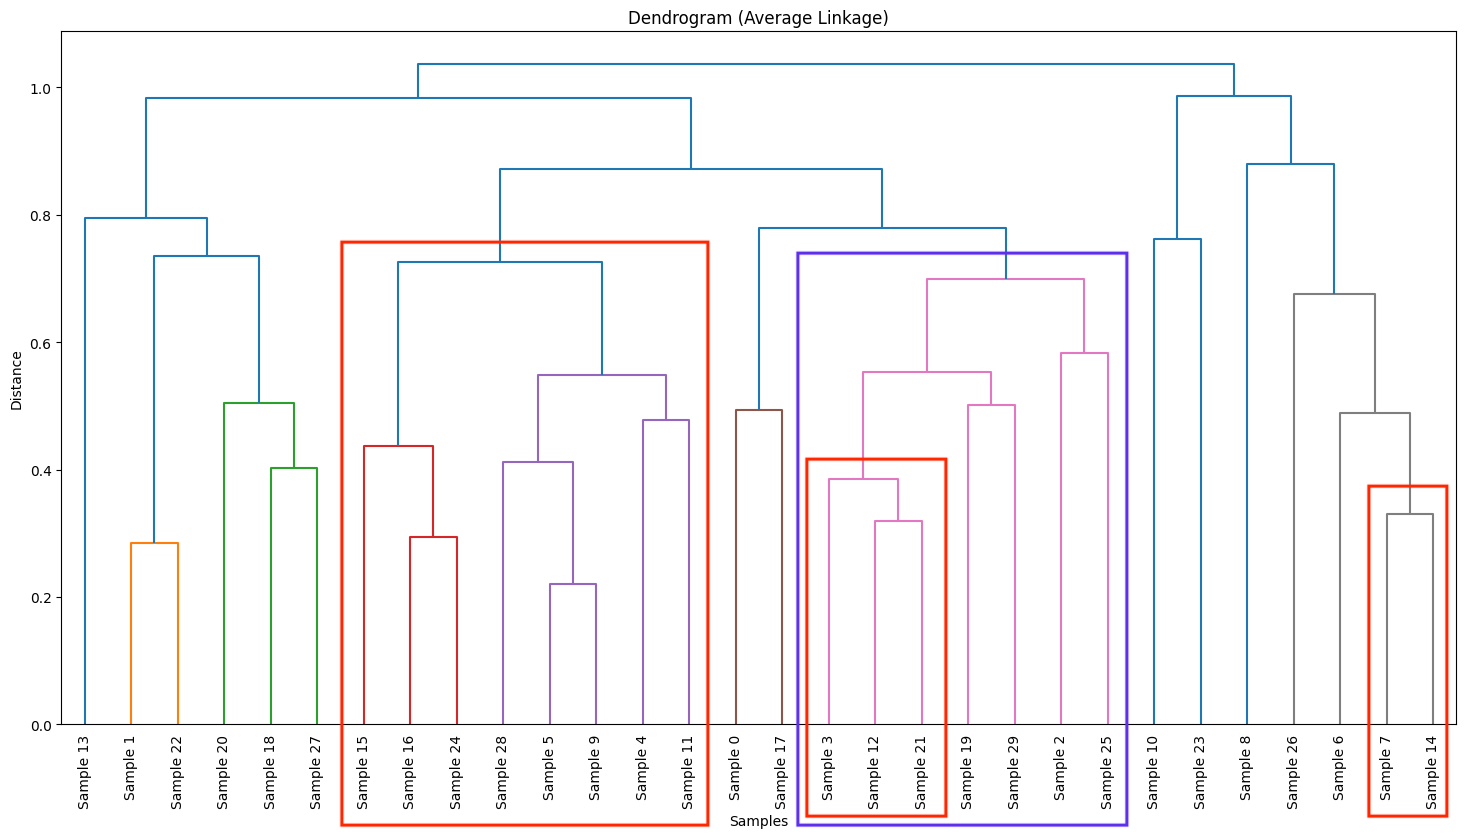 Dendrogram (Average Linkage)
Distance
1.0
0.8
0.6
0.4
0.2
0.0
Sample 13
Sample 1
Sample 22
Sample 20
Sample 18
Sample 27
Sample 15
Sample 16
Sample 24
Sample 28
Sample 5
Sample 9
Sample 4
Sample 11
Sample 0
Sample 17
Sample 3
Sample 12
Sample 21
Sample 19
Sample 29
Sample 2
Sample 25
Sample 10
Sample 23
Sample 8
Sample 26
Sample 6
Sample 7
Sample 14
Samples